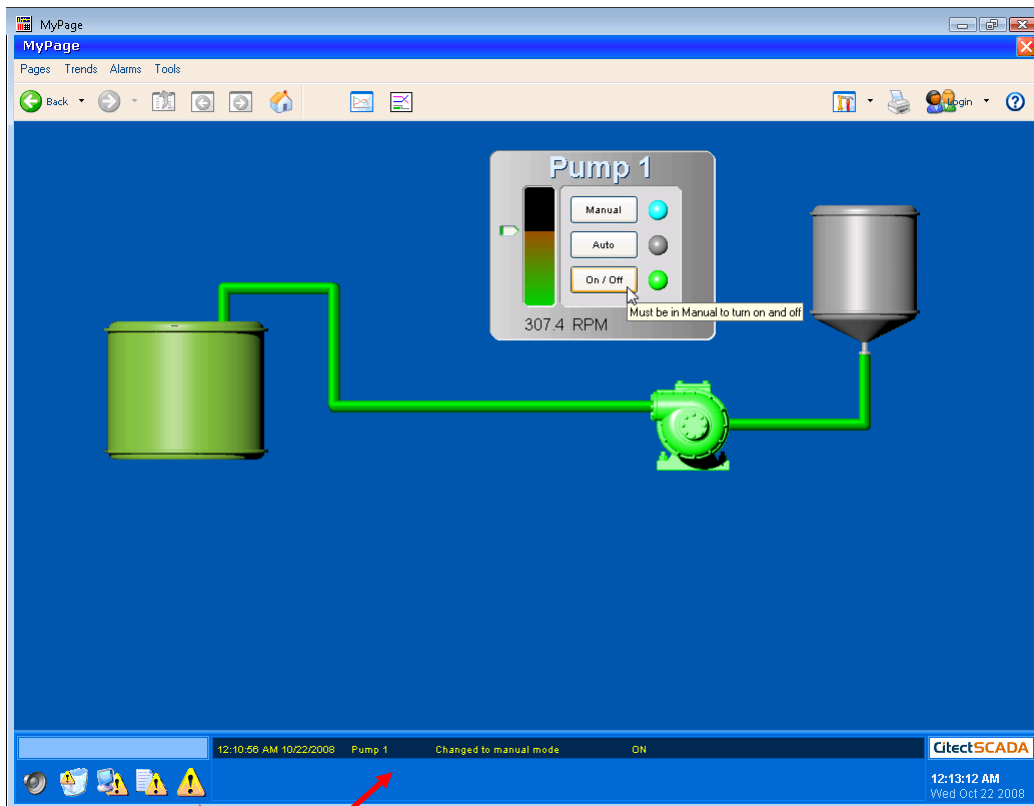 MyPage
MyPage
Pages Trends Alarms Tools
Back Login
Pump 1
Manual
Auto
On / Off
Must be in Manual to turn on and off
307.4 RPM
12:10:56 AM 10/22/2008 Pump 1 Changed to manual mode ON
CitectSCADA
12:13:12 AM
Wed Oct 22 2008